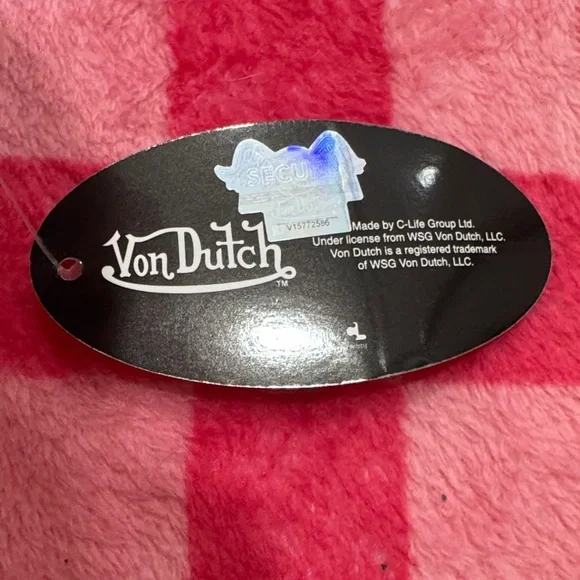 SECU
V15772586
Von Dutch
TM
Made by C-Life Group Ltd.
Under license from WSG Von Dutch, LLC.
Von Dutch is a registered trademark
of WSG Von Dutch, LLC.